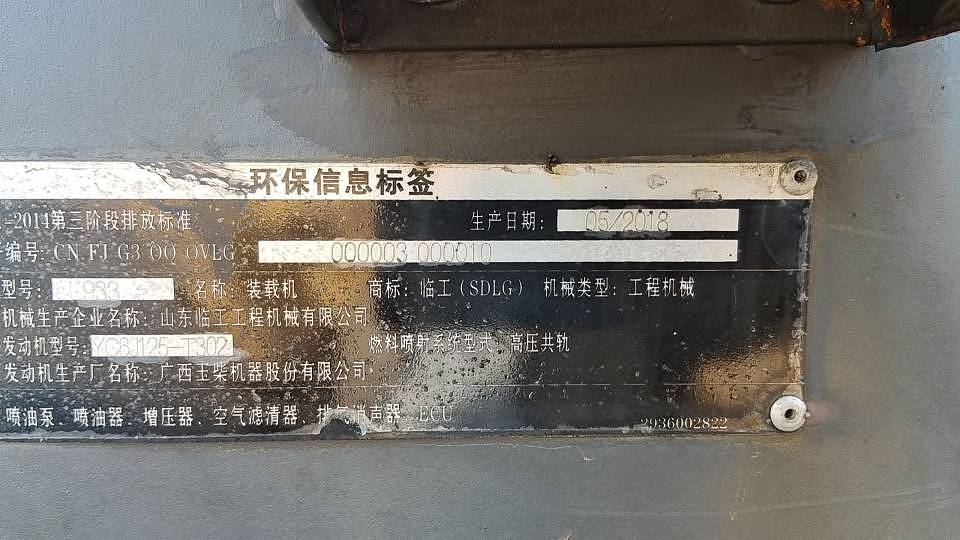 环保信息标签
-2014第三阶段排放标准 生产日期: 05/2018
编号: CN FJ G3 OQ OVLG 000003 000010
型号: 933 名称: 装载机 商标: 临工(SDLG) 机械类型: 工程机械
机械生产企业名称: 山东临工工程机械有限公司
发动机型号: YC6J125-T302 燃料喷射系统型式: 高压共轨
发动机生产厂名称: 广西玉柴机器股份有限公司
喷油泵、喷油器、增压器、空气滤清器、排气消声器、ECU
2936002822